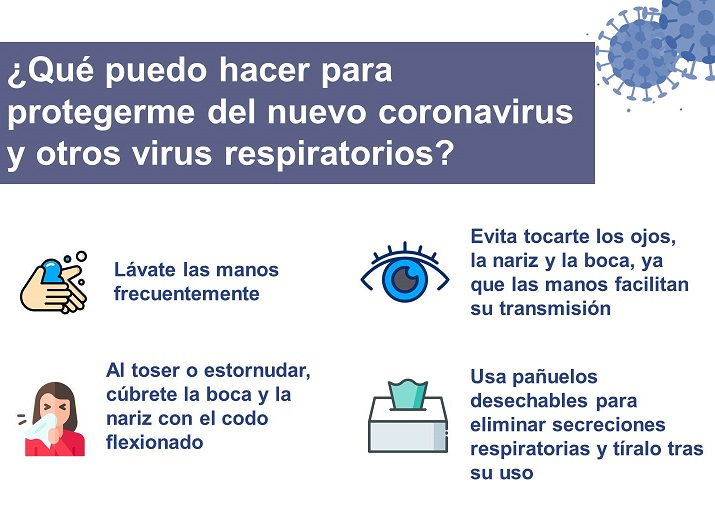 ¿Qué puedo hacer para
protegerme del nuevo coronavirus
y otros virus respiratorios?
Lávate las manos
frecuentemente
Evita tocarte los ojos,
la nariz y la boca, ya
que las manos facilitan
su transmisión
Al toser o estornudar,
cúbrete la boca y la
nariz con el codo
flexionado
Usa pañuelos
desechables para
eliminar secreciones
respiratorias y tíralo tras
su uso